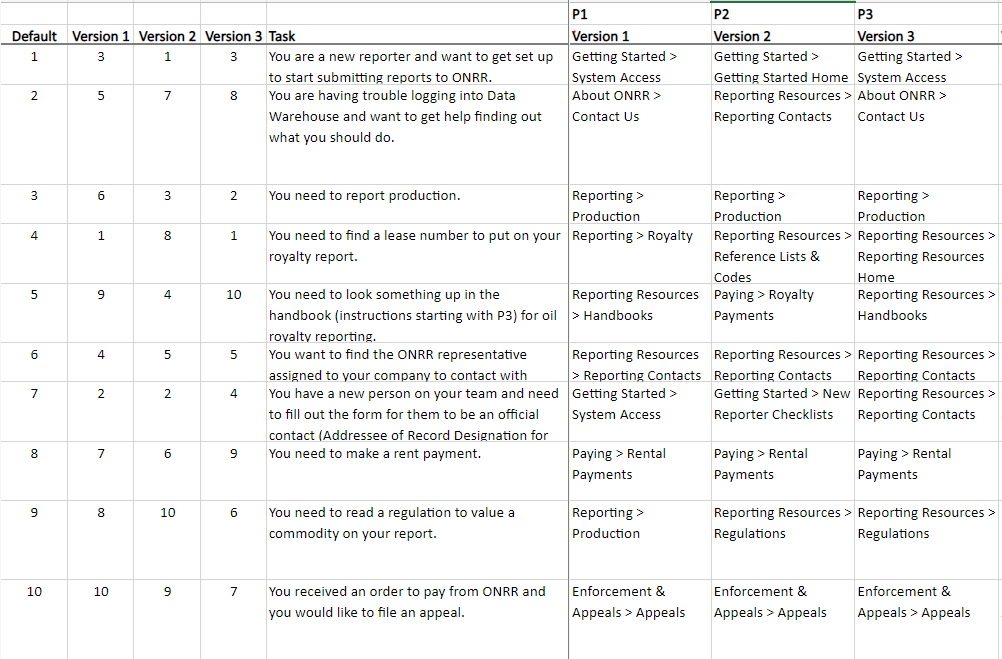 P1 P2 P3
Default Version 1 Version 2 Version 3 Task Version 1 Version 2 Version 3
1 3 1 3 You are a new reporter and want to get set up Getting Started > Getting Started > Getting Started >
to start submitting reports to ONRR. System Access Getting Started Home System Access
2 5 7 8 You are having trouble logging into Data About ONRR > Reporting Resources > About ONRR >
Warehouse and want to get help finding out Contact Us Reporting Contacts Contact Us
what you should do.
3 6 3 2 You need to report production. Reporting > Reporting > Reporting >
Production Production Production
4 1 8 1 You need to find a lease number to put on your Reporting > Royalty Reporting Resources > Reporting Resources >
royalty report. Reference Lists & Reporting Resources
Codes Home
5 9 4 10 You need to look something up in the Reporting Resources Paying > Royalty Reporting Resources >
handbook (instructions starting with P3) for oil > Handbooks Payments Handbooks
royalty reporting.
6 4 5 5 You want to find the ONRR representative Reporting Resources Reporting Resources > Reporting Resources >
assigned to your company to contact with > Reporting Contacts Reporting Contacts Reporting Contacts
7 2 2 4 You have a new person on your team and need Getting Started > Getting Started > New Reporting Resources >
to fill out the form for them to be an official System Access Reporter Checklists Reporting Contacts
contact (Addressee of Record Designation for
8 7 6 9 You need to make a rent payment. Paying > Rental Paying > Rental Paying > Rental
Payments Payments Payments
9 8 10 6 You need to read a regulation to value a Reporting > Reporting Resources > Reporting Resources >
commodity on your report. Production Regulations Regulations
10 10 9 7 You received an order to pay from ONRR and Enforcement & Enforcement & Enforcement &
you would like to file an appeal. Appeals > Appeals Appeals > Appeals Appeals > Appeals